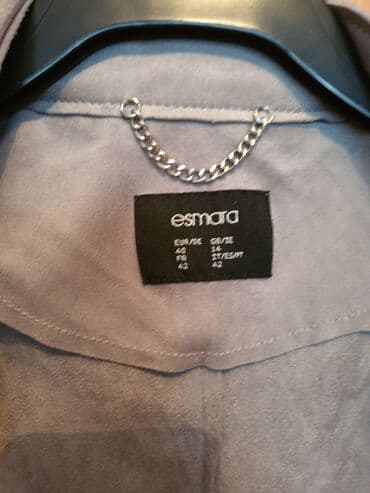 esmara
EUR/DE GB/IE
40 14
FR IT/ES/PT
42 42